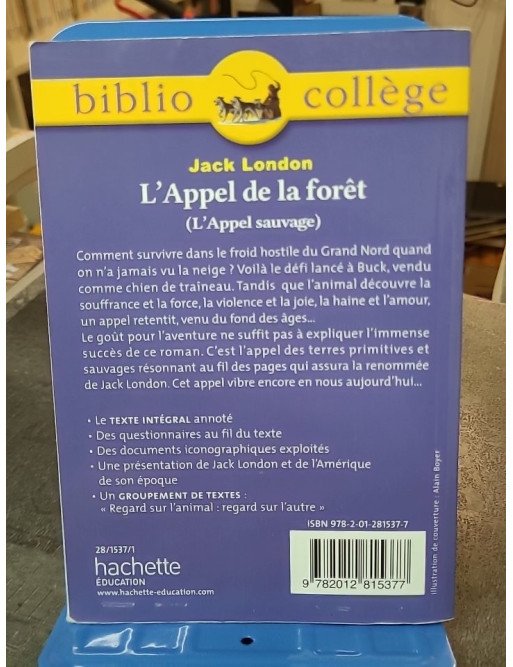 biblio collège
Jack London
L'Appel de la forêt
(L'Appel sauvage)
Comment survivre dans le froid hostile du Grand Nord quand
on n'a jamais vu la neige ? Voilà le défi lancé à Buck, vendu
comme chien de traîneau. Tandis que l'animal découvre la
souffrance et la force, la violence et la joie, la haine et l'amour,
un appel retentit, venu du fond des âges...
Le goût pour l'aventure ne suffit pas à expliquer l'immense
succès de ce roman. C'est l'appel des terres primitives et
sauvages résonnant au fil des pages qui assura la renommée
de Jack London. Cet appel vibre encore en nous aujourd'hui...
• Le TEXTE INTÉGRAL annoté
• Des questionnaires au fil du texte
• Des documents iconographiques exploités
• Une présentation de Jack London et de l'Amérique
de son époque
• Un GROUPEMENT DE TEXTES :
« Regard sur l'animal : regard sur l'autre »
ISBN 978-2-01-281537-7
28/1537/1
hachette
ÉDUCATION
www.hachette-education.com
9 782012 815377
Illustration de couverture : Alain Boyer